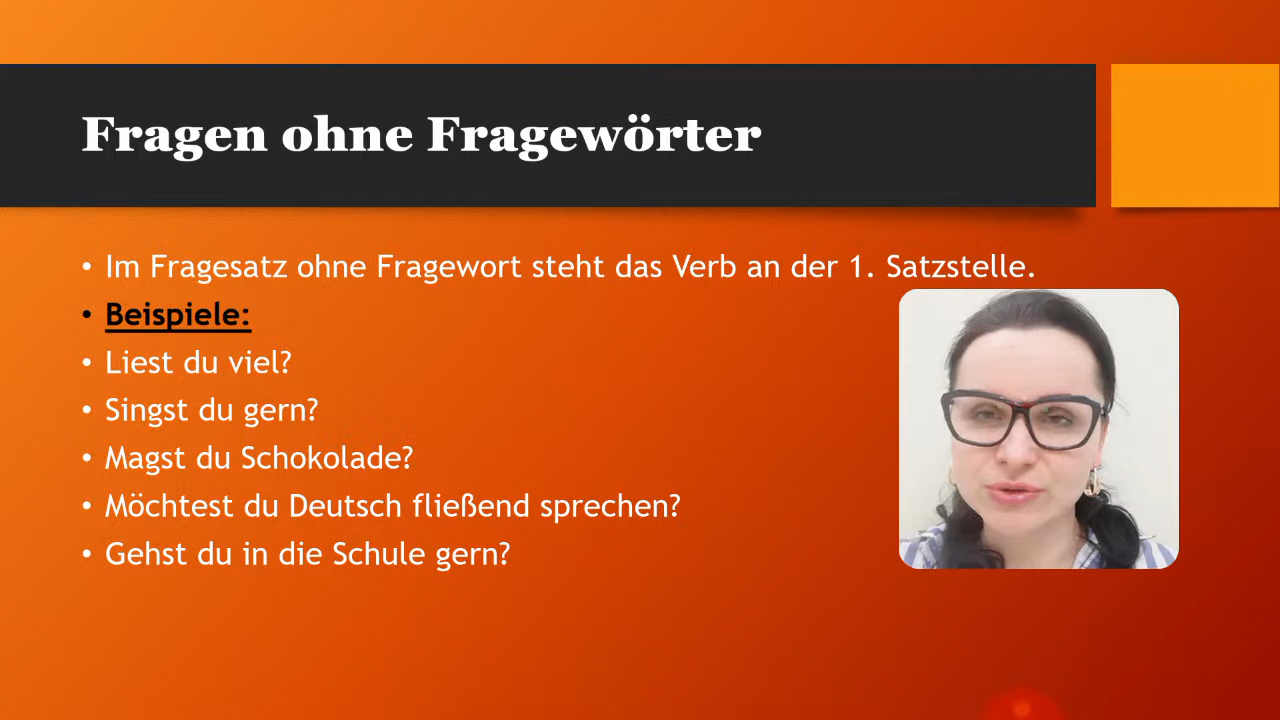 Fragen ohne Fragewörter
• Im Fragesatz ohne Fragewort steht das Verb an der 1. Satzstelle.
• Beispiele:
• Liest du viel?
• Singst du gern?
• Magst du Schokolade?
• Möchtest du Deutsch fließend sprechen?
• Gehst du in die Schule gern?